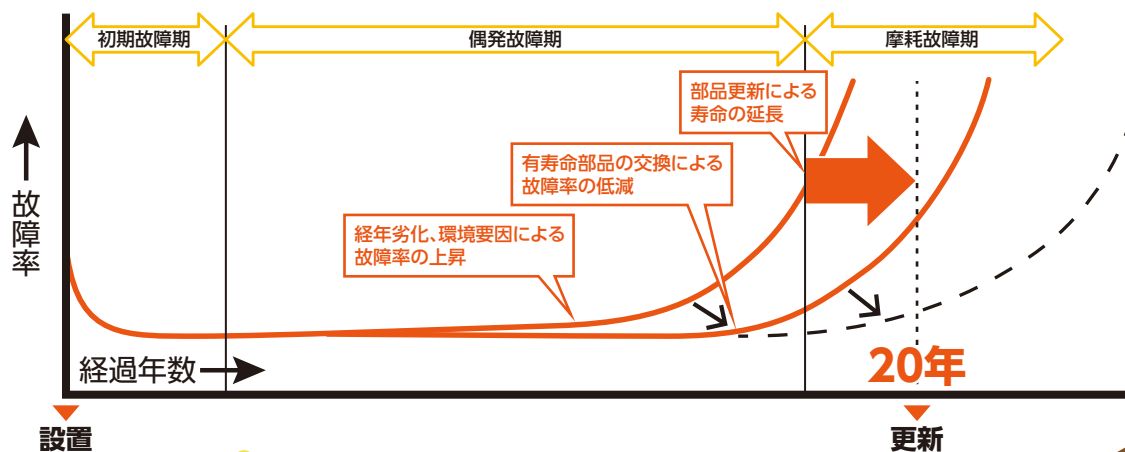 初期故障期
偶発故障期
摩耗故障期
部品更新による
寿命の延長
有寿命部品の交換による
故障率の低減
経年劣化、環境要因による
故障率の上昇
故障率
経過年数
20年
設置
更新